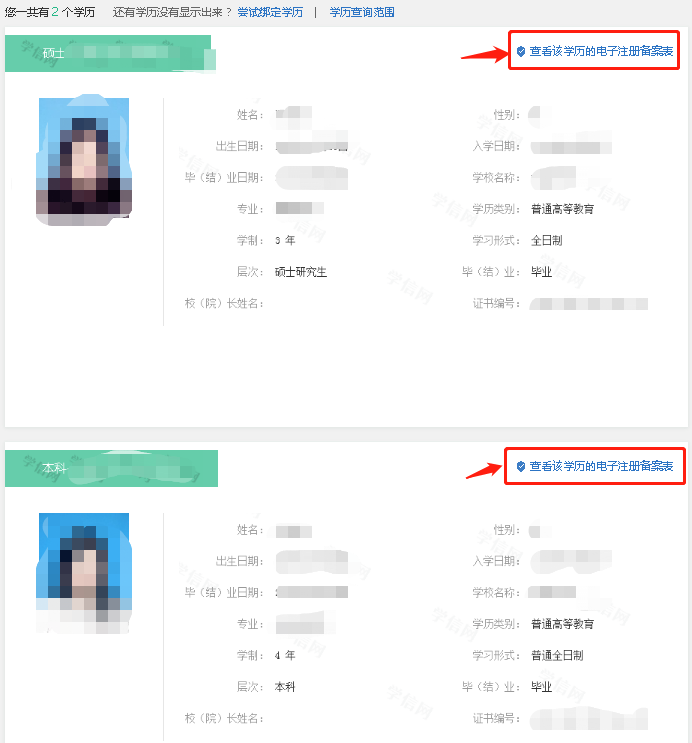 您一共有 2 个学历 还有学历没有显示出来？ 尝试绑定学历 | 学历查询范围
硕士
查看该学历的电子注册备案表
姓名： 性别：
出生日期： 入学日期：
毕（结）业日期： 学校名称：
专业： 学历类别： 普通高等教育
学制： 3 年 学习形式： 全日制
层次： 硕士研究生 毕（结）业： 毕业
校（院）长姓名： 证书编号：
学信网
本科
查看该学历的电子注册备案表
姓名： 性别：
出生日期： 入学日期：
毕（结）业日期： 学校名称：
专业： 学历类别： 普通高等教育
学制： 4 年 学习形式： 普通全日制
层次： 本科 毕（结）业： 毕业
校（院）长姓名： 证书编号：
学信网